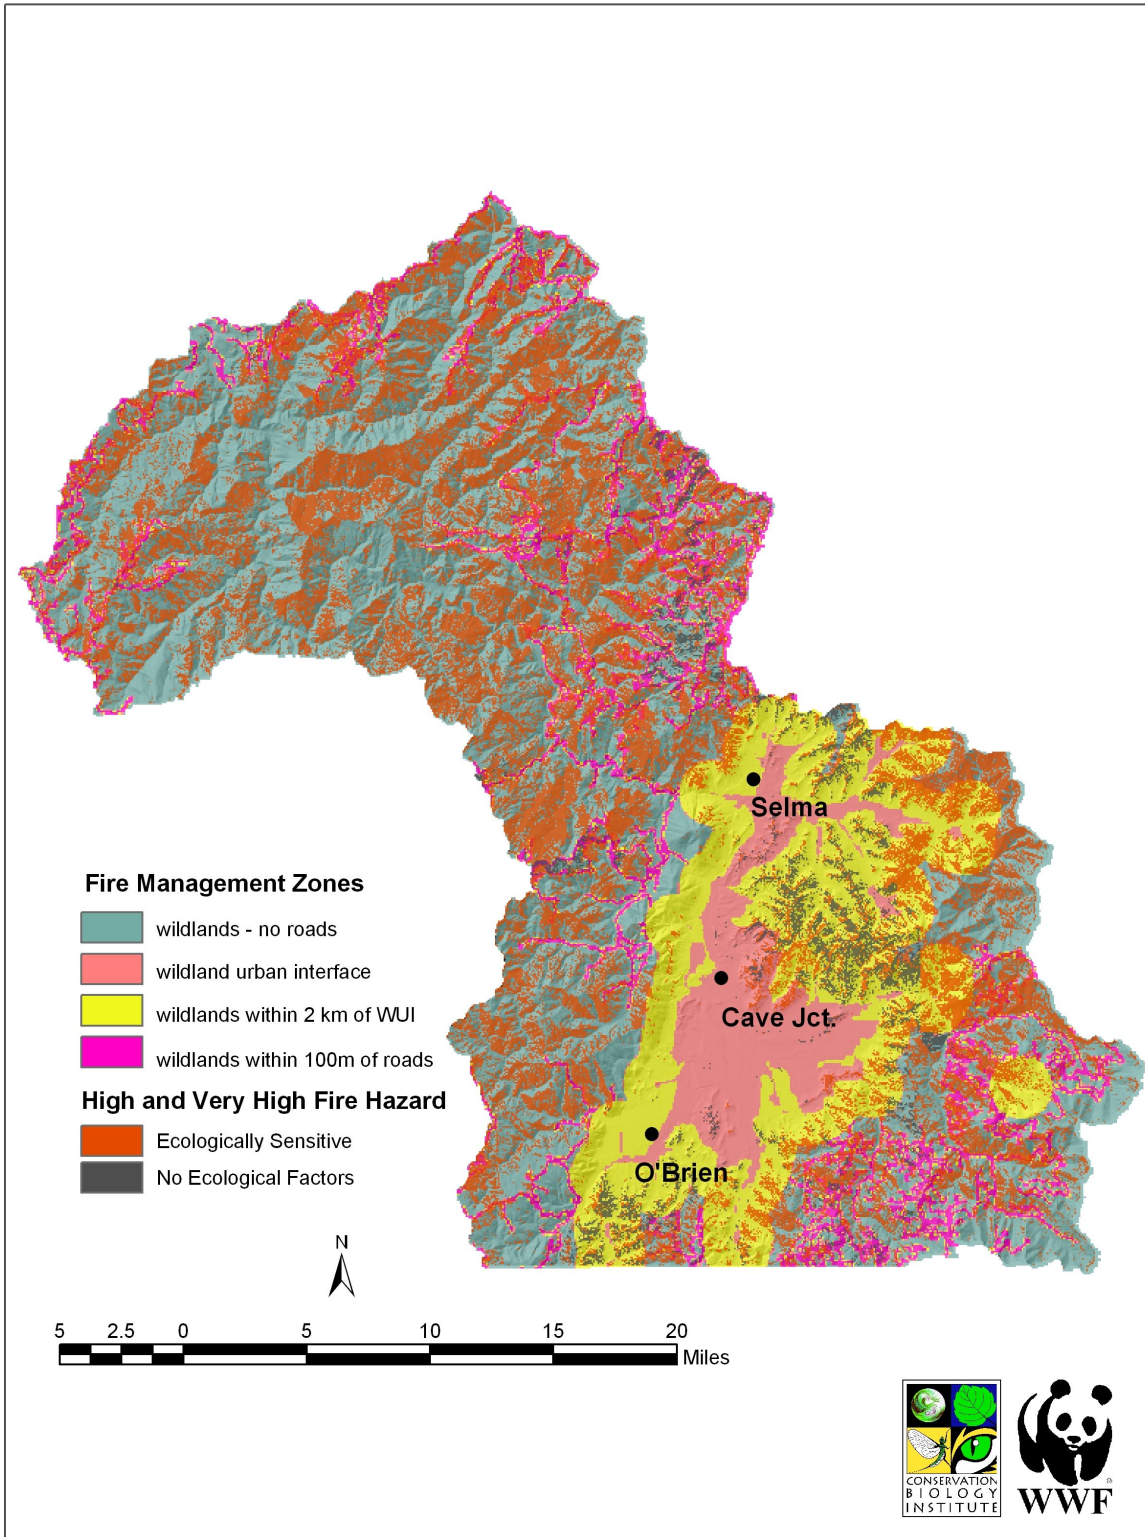 Selma
Cave Jct.
O'Brien
Fire Management Zones
wildlands - no roads
wildland urban interface
wildlands within 2 km of WUI
wildlands within 100m of roads
High and Very High Fire Hazard
Ecologically Sensitive
No Ecological Factors
N
5 2.5 0 5 10 15 20
Miles
CONSERVATION
BIOLOGY
INSTITUTE
WWF
®